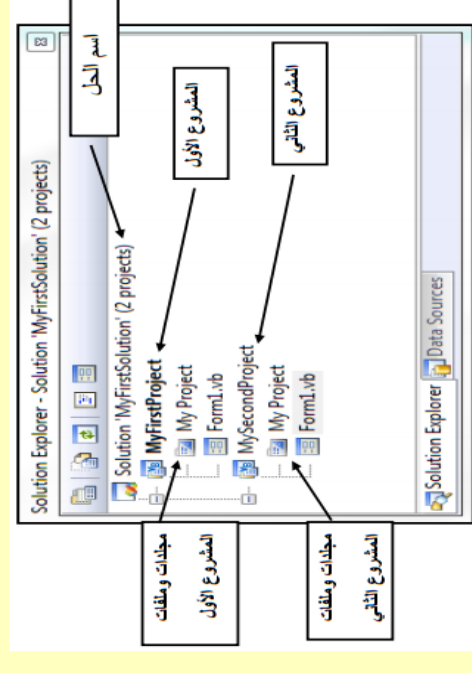 Solution Explorer - Solution 'MyFirstSolution' (2 projects)
اسم الحل
Solution 'MyFirstSolution' (2 projects)
MyFirstProject
المشروع الأول
My Project
Form1.vb
مجلدات وملفات
المشروع الأول
MySecondProject
المشروع الثاني
My Project
Form1.vb
مجلدات وملفات
المشروع الثاني
Solution Explorer
Data Sources